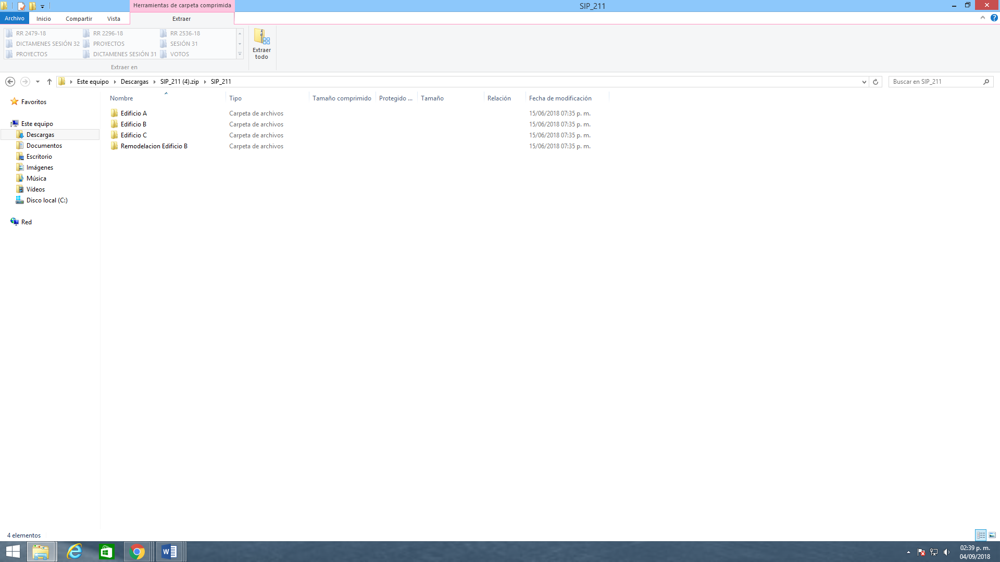 Herramientas de carpeta comprimida
SIP_211
Archivo Inicio Compartir Vista Extraer
RR 2479-18 RR 2296-18 RR 2536-18
DICTAMENES SESIÓN 32 PROYECTOS SESIÓN 31
PROYECTOS DICTAMENES SESIÓN 31 VOTOS
Extraer todo
Extraer en
Este equipo Descargas SIP_211 (4).zip SIP_211
Buscar en SIP_211
Nombre Tipo Tamaño comprimido Protegido ... Tamaño Relación Fecha de modificación
Edificio A Carpeta de archivos 15/06/2018 07:35 p. m.
Edificio B Carpeta de archivos 15/06/2018 07:35 p. m.
Edificio C Carpeta de archivos 15/06/2018 07:35 p. m.
Remodelacion Edificio B Carpeta de archivos 15/06/2018 07:35 p. m.
Favoritos
Este equipo
Descargas
Documentos
Escritorio
Imágenes
Música
Vídeos
Disco local (C:)
Red
4 elementos
02:39 p. m.
04/09/2018